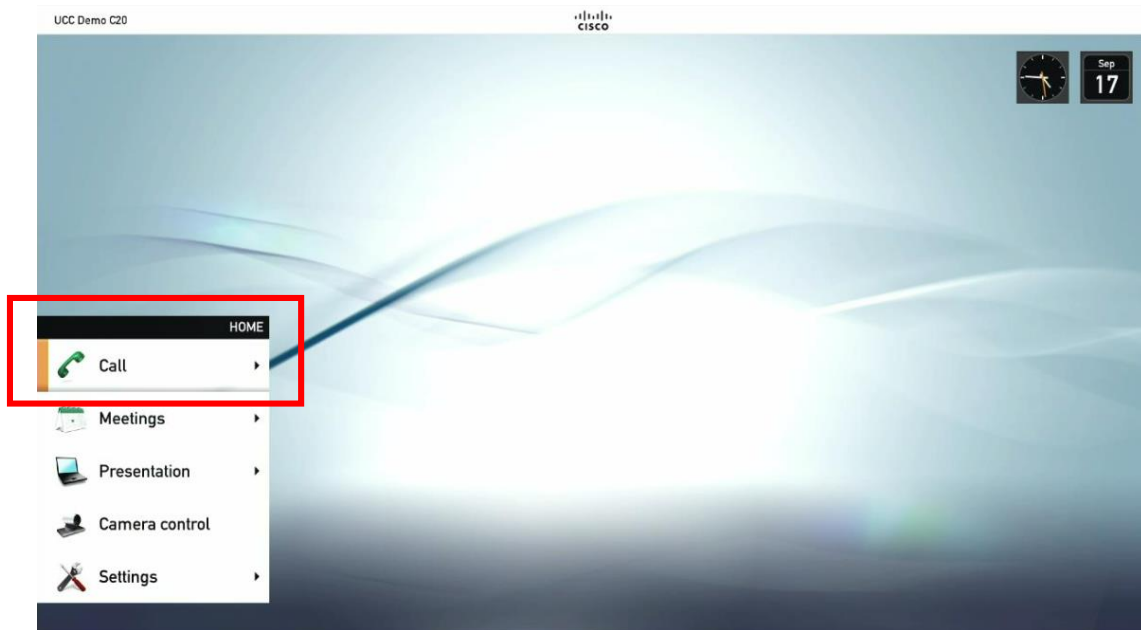 UCC Demo C20
CISCO
Sep
17
HOME
Call
Meetings
Presentation
Camera control
Settings